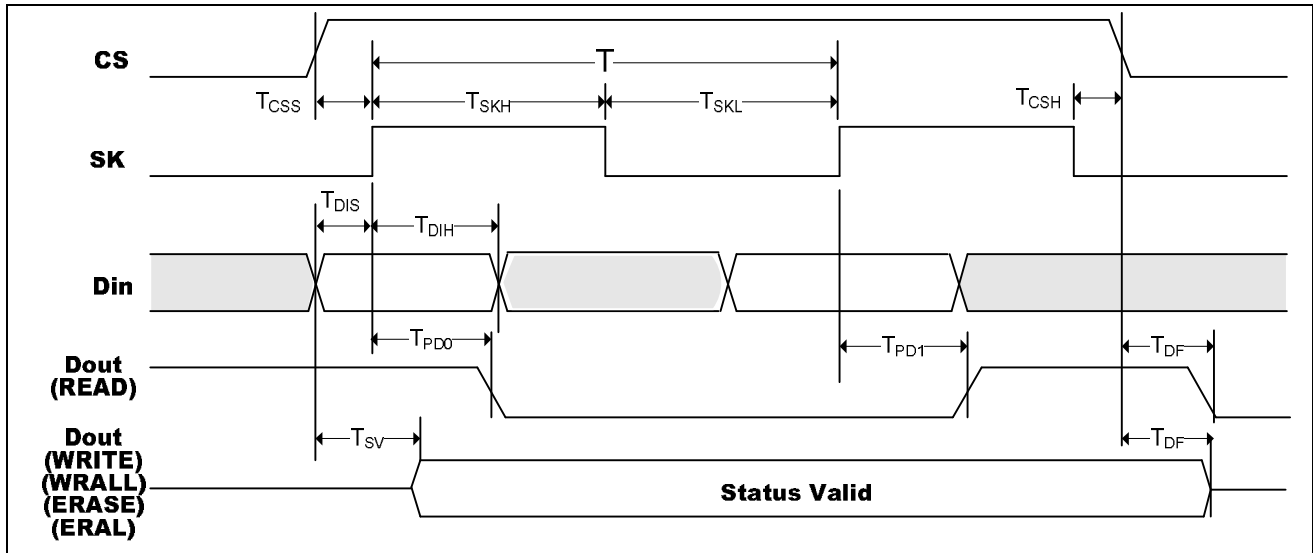 CS
T
TCSS
TSKH
TSKL
TCSH
SK
TDIS
TDIH
Din
TPD0
TPD1
TDF
Dout
(READ)
Dout
(WRITE)
(WRALL)
(ERASE)
(ERAL)
TSV
TDF
Status Valid